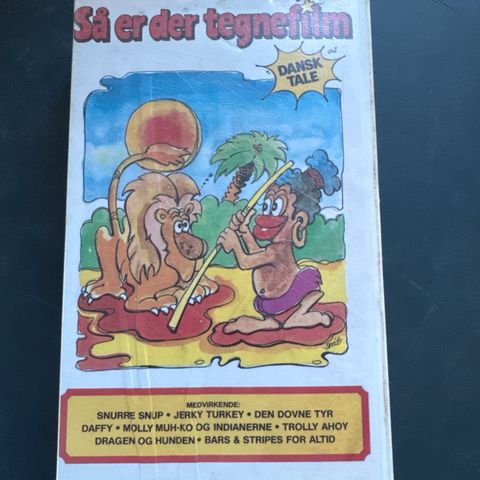 Så er der tegnefilm
DANSK
TALE
MEDVIRKENDE:
SNURRE SNUP • JERKY TURKEY • DEN DOVNE TYR
DAFFY • MOLLY MUH-KO OG INDIANERNE • TROLLY AHOY
DRAGEN OG HUNDEN • BARS & STRIPES FOR ALTID